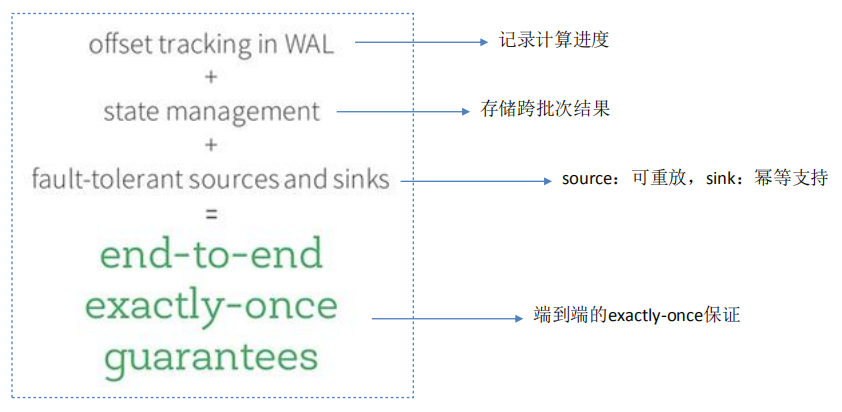 offset tracking in WAL
记录计算进度
+
state management
存储跨批次结果
+
fault-tolerant sources and sinks
source：可重放，sink：幂等支持
=
end-to-end
exactly-once
guarantees
端到端的exactly-once保证